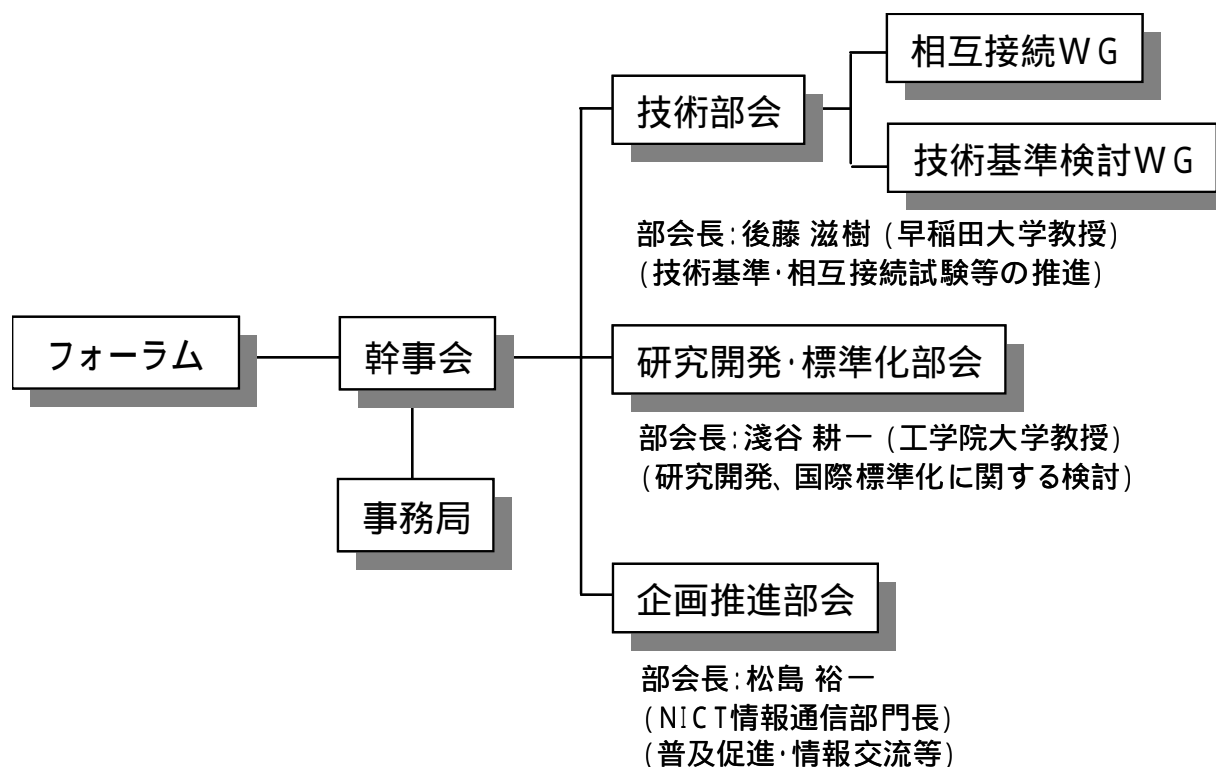 相互接続WG
技術部会
技術基準検討WG
部会長:後藤 滋樹 (早稲田大学教授)
(技術基準・相互接続試験等の推進)
フォーラム
幹事会
研究開発・標準化部会
部会長:淺谷 耕一 (工学院大学教授)
(研究開発、国際標準化に関する検討)
事務局
企画推進部会
部会長:松島 裕一
(NICT情報通信部門長)
(普及促進・情報交流等)